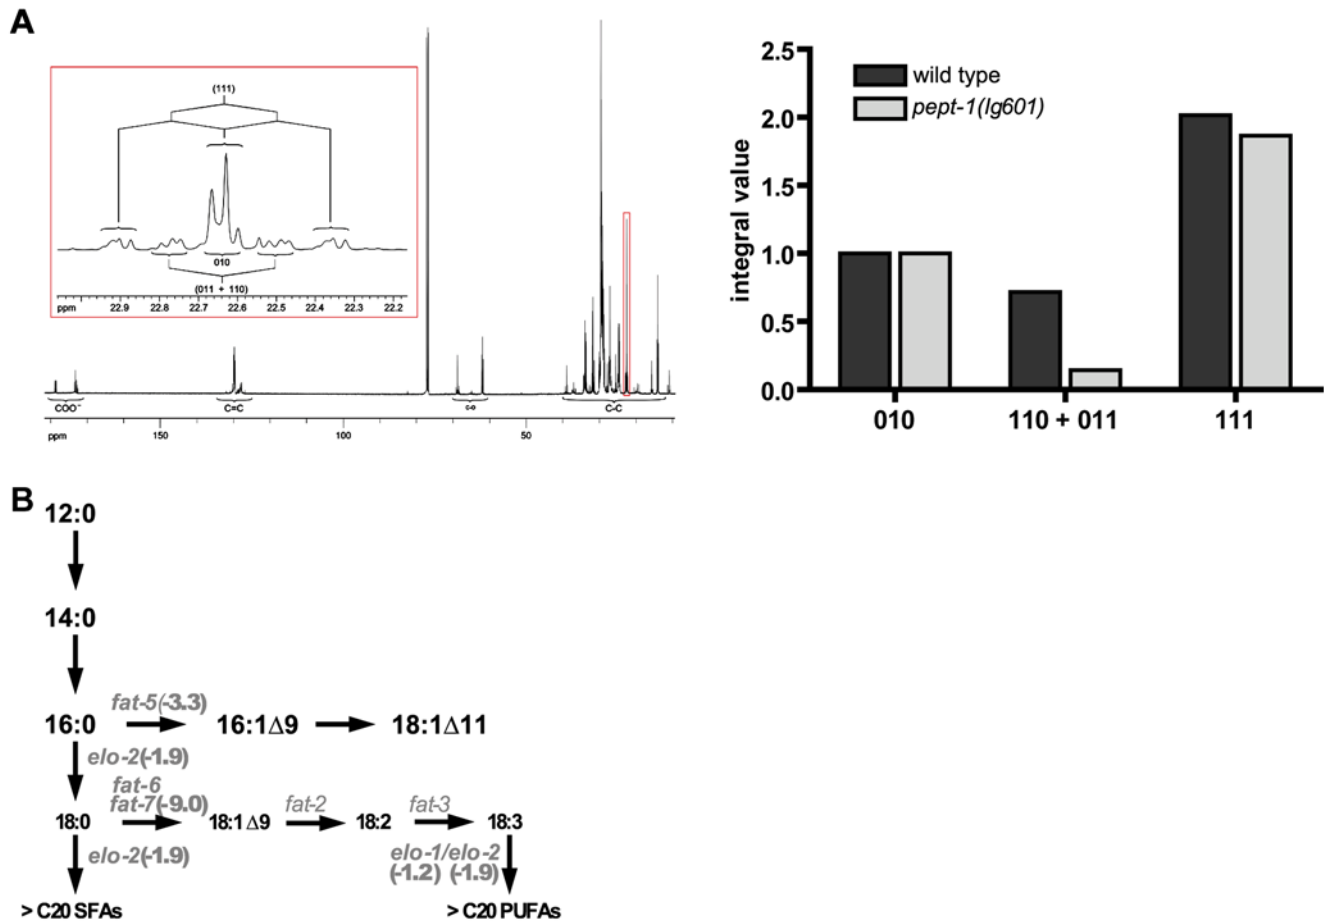 A
(111)
010
(011 + 110)
ppm 22.9 22.8 22.7 22.6 22.5 22.4 22.3 22.2
COO⁻ C=C C-O C-C
ppm 150 100 50
2.5
2.0
1.5
1.0
0.5
0.0
integral value
wild type
pept-1(lg601)
010 110 + 011 111
B
12:0
14:0
fat-5(-3.3)
16:0 16:1Δ9 18:1Δ11
elo-2(-1.9)
fat-6
fat-7(-9.0) fat-2 fat-3
18:0 18:1Δ9 18:2 18:3
elo-2(-1.9) elo-1/elo-2
(-1.2) (-1.9)
> C20 SFAs > C20 PUFAs